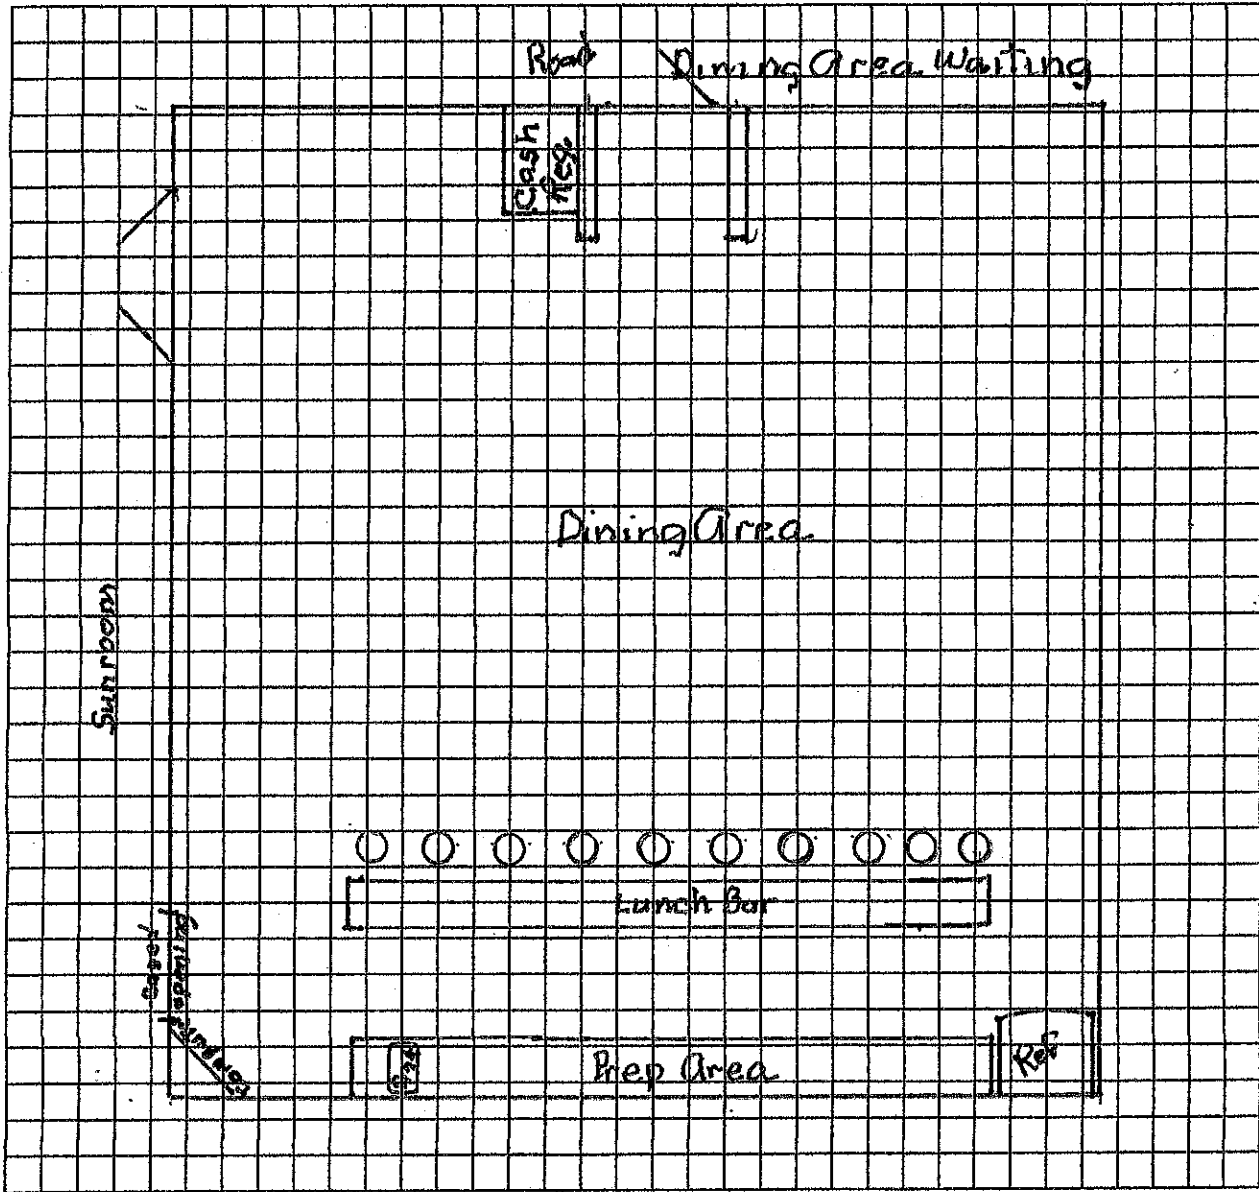 Road
Dining Area Waiting
Cash
Reg.
Dining Area
Sunroom
Lunch Bar
Prep Area
Ref